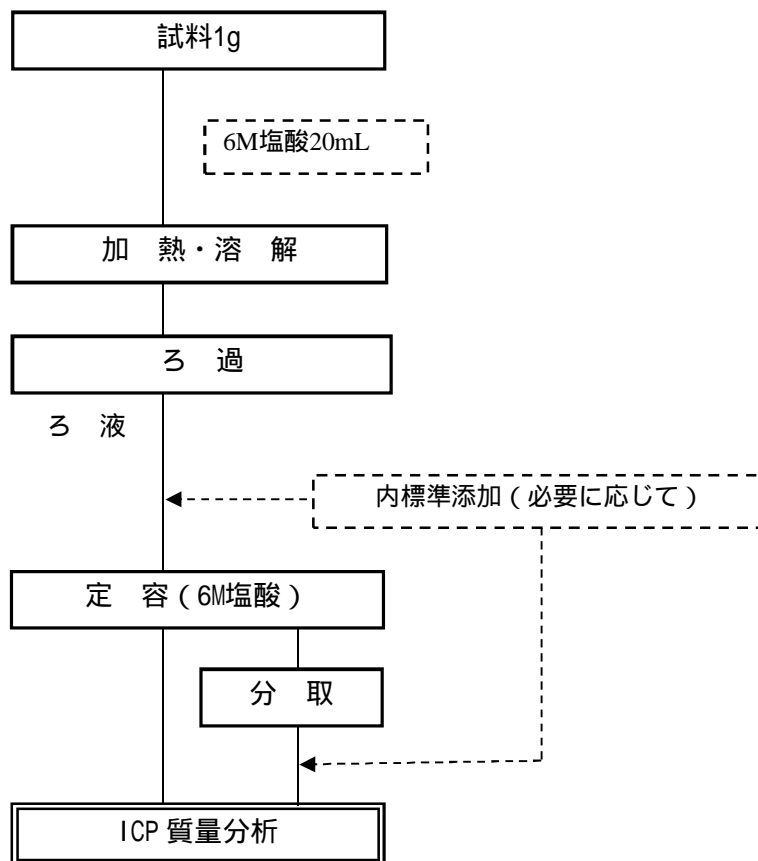 試料1g
6M塩酸20mL
加　熱・溶　解
ろ　過
ろ　液
内標準添加（必要に応じて）
定　容（6M塩酸）
分　取
ICP 質量分析